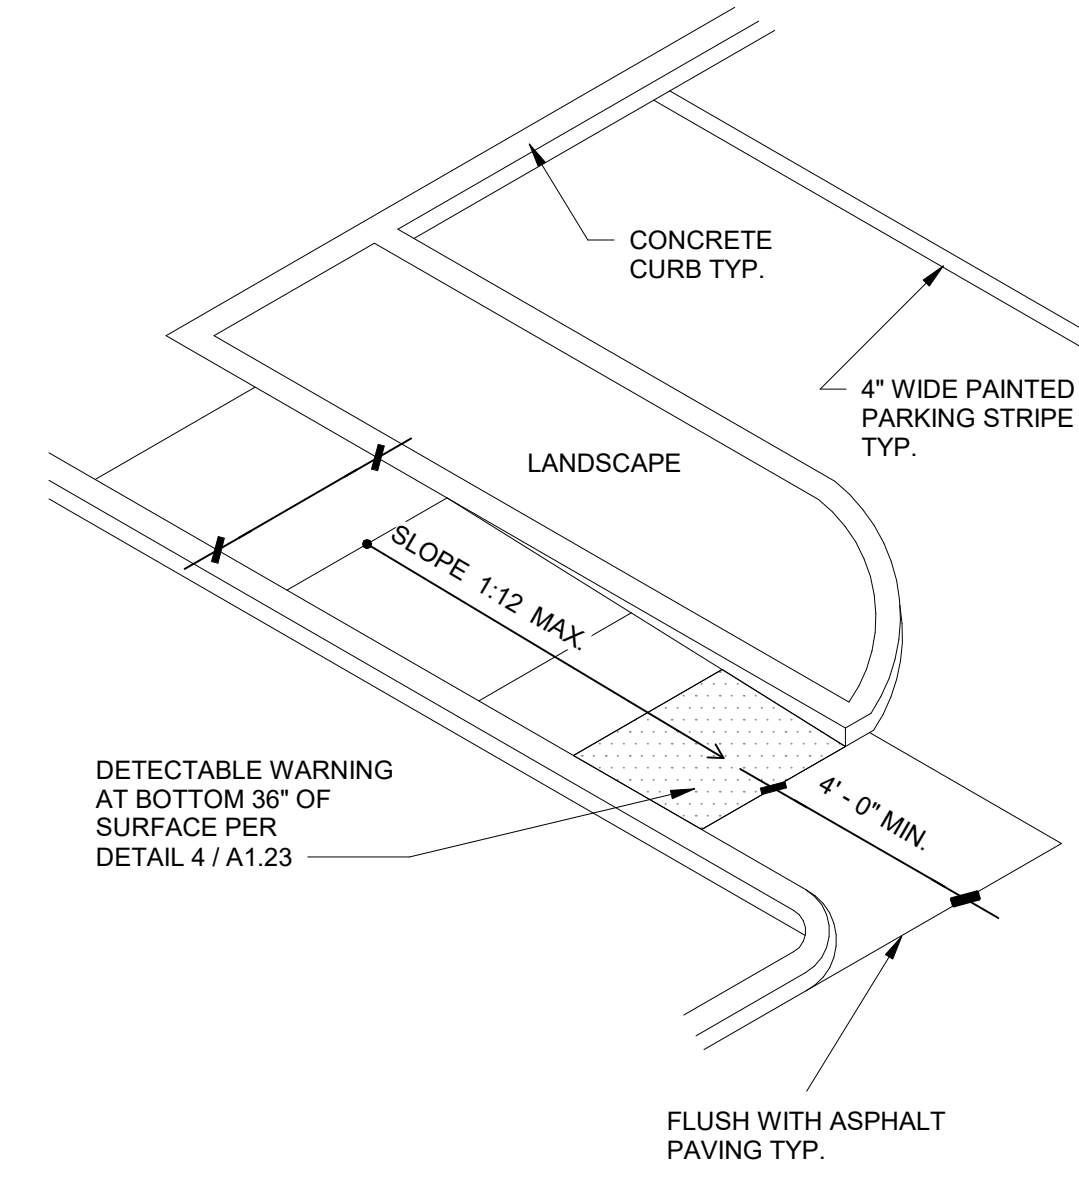 CONCRETE
CURB TYP.
4" WIDE PAINTED
PARKING STRIPE
TYP.
LANDSCAPE
SLOPE 1:12 MAX.
DETECTABLE WARNING
AT BOTTOM 36" OF
SURFACE PER
DETAIL 4 / A1.23
4' - 0" MIN.
FLUSH WITH ASPHALT
PAVING TYP.